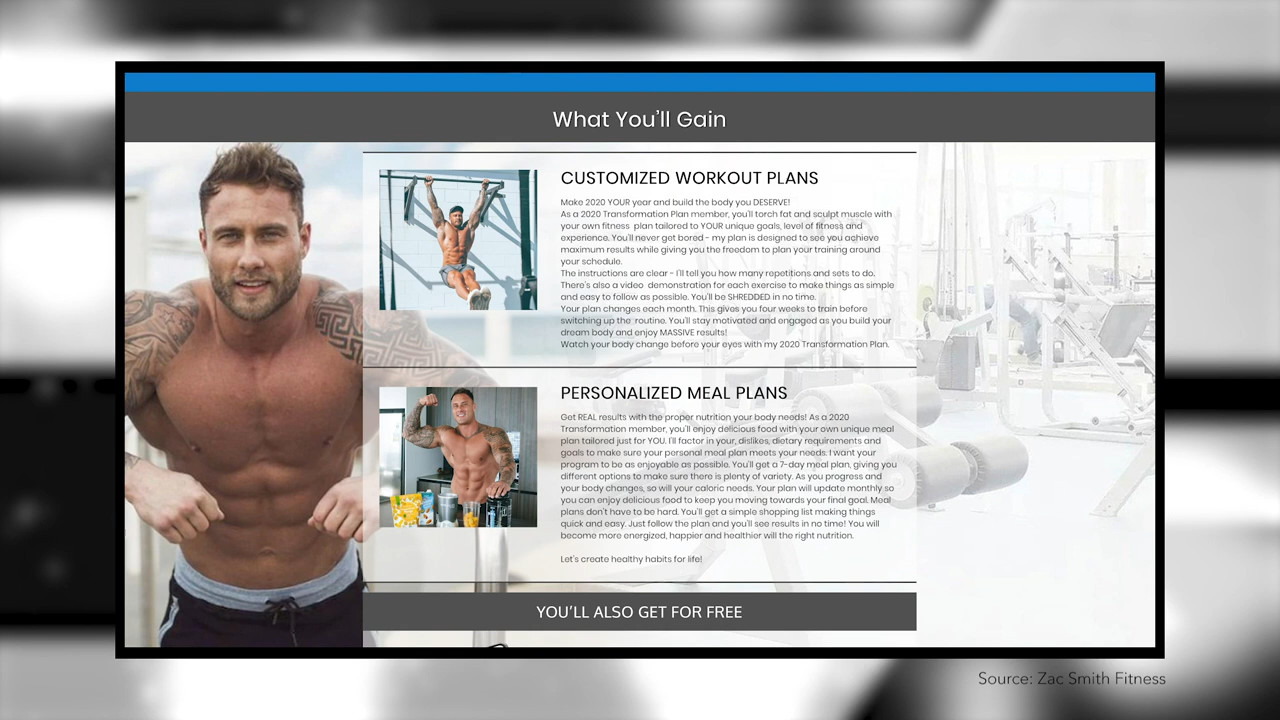 What You'll Gain
CUSTOMIZED WORKOUT PLANS
Make 2020 YOUR year and build the body you DESERVE!
As a 2020 Transformation Plan member, you'll torch fat and sculpt muscle with
your own fitness plan tailored to YOUR unique goals, level of fitness and
experience. You'll never get bored - my plan is designed to see you achieve
maximum results while giving you the freedom to plan your training around
your schedule.
The instructions are clear - I'll tell you how many repetitions and sets to do.
There's also a video demonstration for each exercise to make things as simple
and easy to follow as possible. You'll be SHREDDED in no time.
Your plan changes each month. This gives you four weeks to train before
switching up the routine. You'll stay motivated and engaged as you build your
dream body and enjoy MASSIVE results!
Watch your body change before your eyes with my 2020 Transformation Plan.
PERSONALIZED MEAL PLANS
Get REAL results with the proper nutrition your body needs! As a 2020
Transformation member, you'll enjoy delicious food with your own unique meal
plan tailored just for YOU. I'll factor in your, dislikes, dietary requirements and
goals to make sure your personal meal plan meets your needs. I want your
program to be as enjoyable as possible. You'll get a 7-day meal plan, giving you
different options to make sure there is plenty of variety. As you progress and
your body changes, so will your caloric needs. Your plan will update monthly so
you can enjoy delicious food to keep you moving towards your final goal. Meal
plans don't have to be hard. You'll get a simple shopping list making things
quick and easy. Just follow the plan and you'll see results in no time! You will
become more energized, happier and healthier will the right nutrition.
Let's create healthy habits for life!
YOU'LL ALSO GET FOR FREE
Source: Zac Smith Fitness